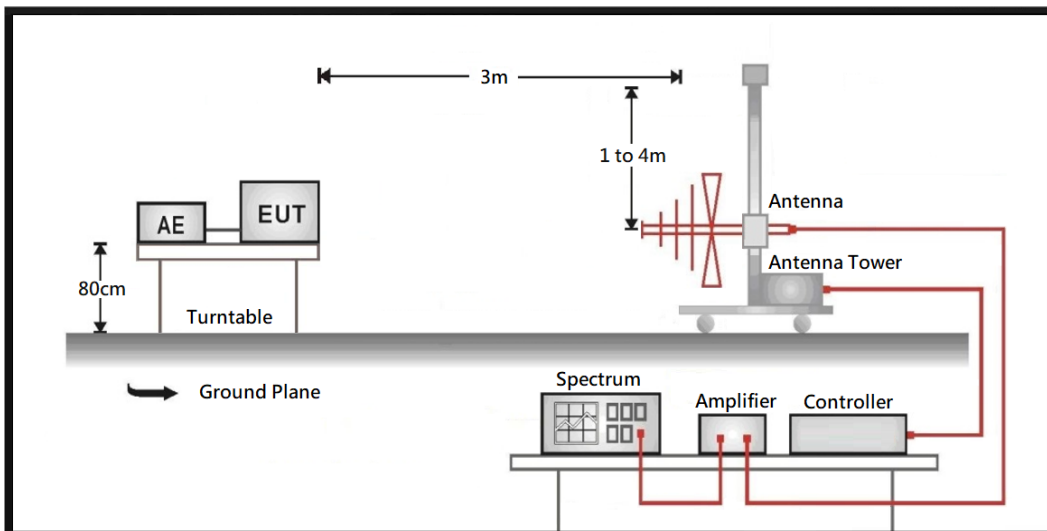 3m
1 to 4m
AE
EUT
Antenna
Antenna Tower
80cm
Turntable
Ground Plane
Spectrum
Amplifier
Controller